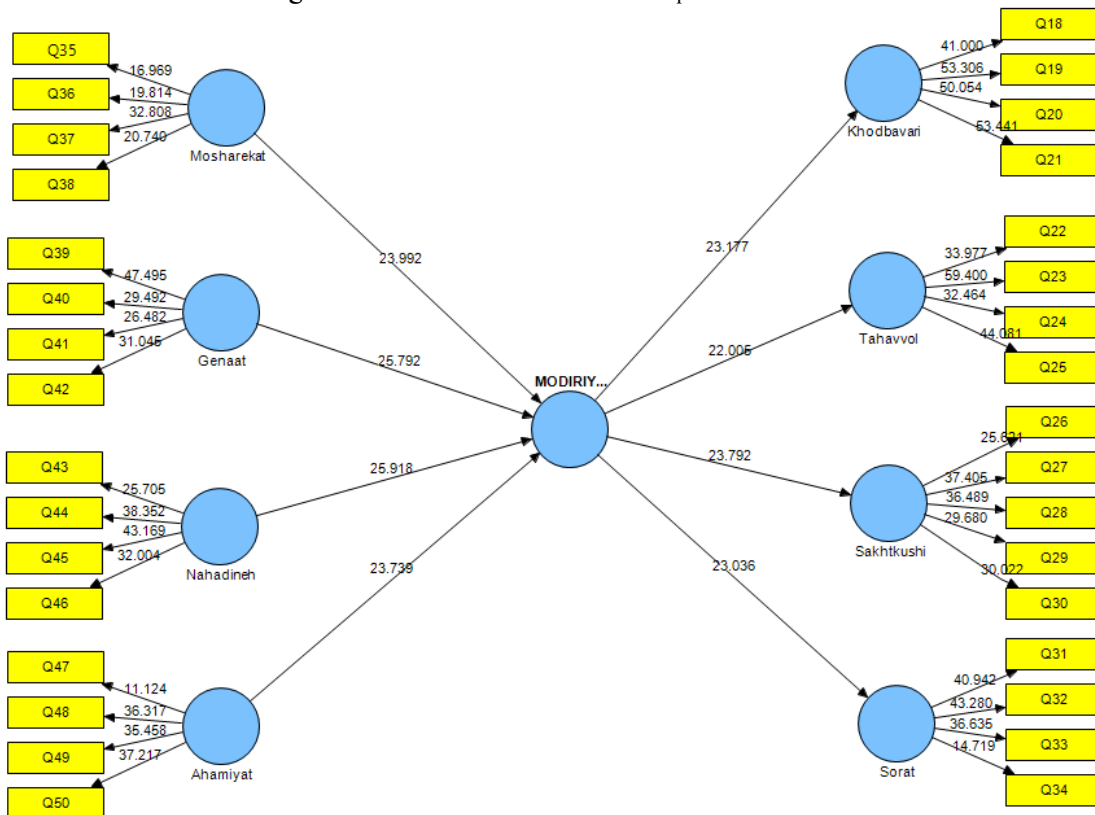 Q35
Q36
Q37
Q38
16.969
19.814
32.808
20.740
Mosharekat
Q39
Q40
Q41
Q42
47.495
29.492
26.482
31.045
Genaat
Q43
Q44
Q45
Q46
25.705
38.352
43.169
32.004
Nahadineh
Q47
Q48
Q49
Q50
11.124
36.317
35.458
37.217
Ahamiyat
23.992
25.792
25.918
23.739
MODIRIY...
23.177
22.005
23.792
23.036
Khodbavari
41.000
53.306
50.054
53.441
Q18
Q19
Q20
Q21
Tahavvol
33.977
59.400
32.464
44.081
Q22
Q23
Q24
Q25
Sakhtkushi
25.621
37.405
36.489
29.680
30.022
Q26
Q27
Q28
Q29
Q30
Sorat
40.942
43.280
36.635
14.719
Q31
Q32
Q33
Q34